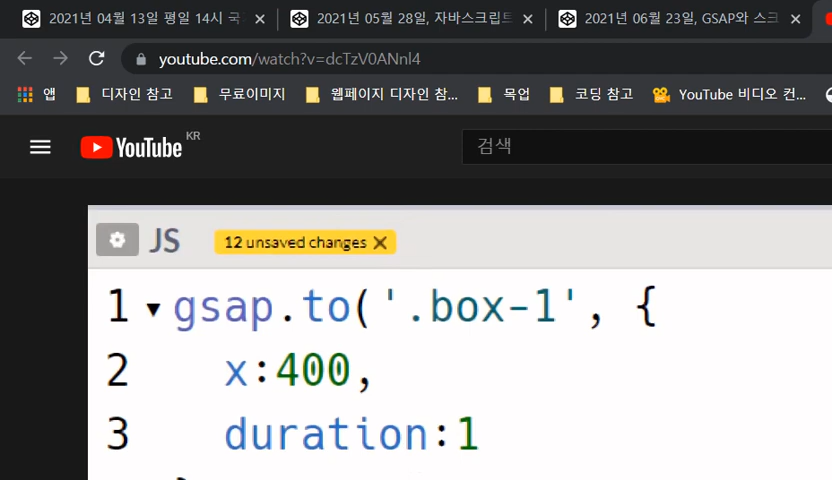 2021년 04월 13일 평일 14시 국
2021년 05월 28일, 자바스크립트
2021년 06월 23일, GSAP와 스크
youtube.com/watch?v=dcTzV0ANnl4
앱
디자인 참고
무료이미지
웹페이지 디자인 참...
목업
코딩 참고
YouTube 비디오 컨...
YouTube KR
검색
JS
12 unsaved changes
1 gsap.to('.box-1', {
2 x:400,
3 duration:1